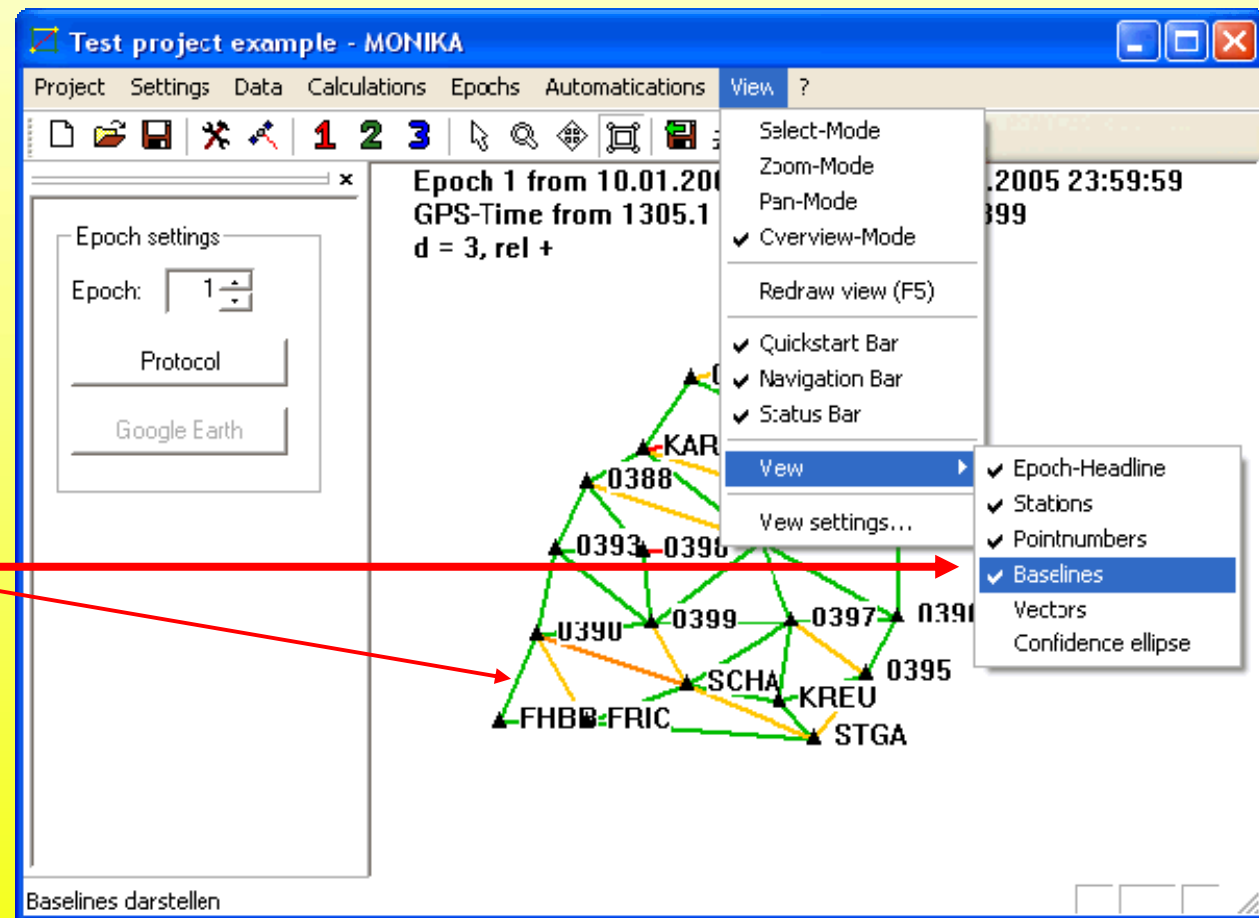 Test project example - MONIKA
Project Settings Data Calculations Epochs Automatications View ?
1 2 3
Select-Mode
Zoom-Mode
Pan-Mode
Overview-Mode
Redraw view (F5)
Quickstart Bar
Navigation Bar
Status Bar
View
View settings...
Epoch-Headline
Stations
Pointnumbers
Baselines
Vectors
Confidence ellipse
Epoch settings
Epoch: 1
Protocol
Google Earth
Epoch 1 from 10.01.200 .2005 23:59:59
GPS-Time from 1305.1 399
d = 3, rel +
KAR
0388
0393 0398
0390 0399 0397 0396
SCHA 0395
KREU
FHBB FRIC
STGA
Baselines darstellen